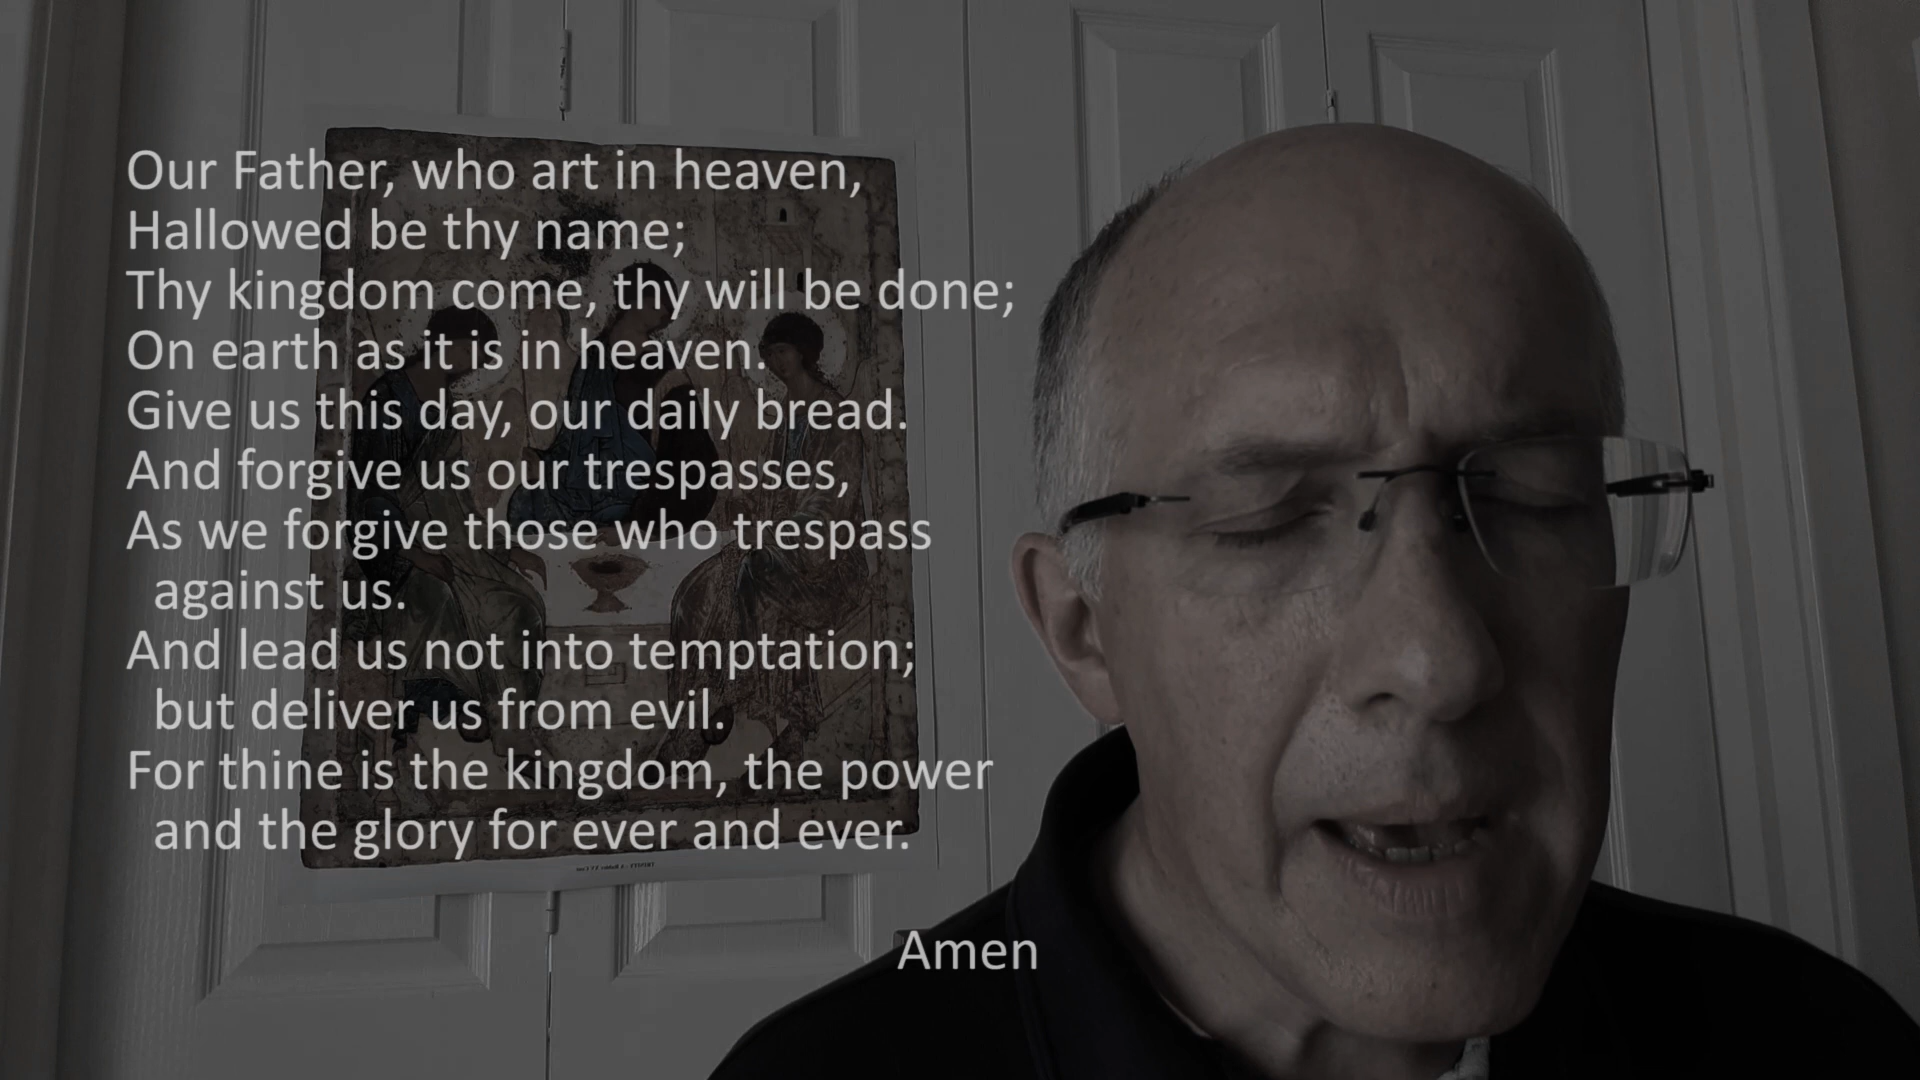 Our Father, who art in heaven,
Hallowed be thy name;
Thy kingdom come, thy will be done;
On earth as it is in heaven.
Give us this day, our daily bread.
And forgive us our trespasses,
As we forgive those who trespass
against us.
And lead us not into temptation;
but deliver us from evil.
For thine is the kingdom, the power
and the glory for ever and ever.
Amen